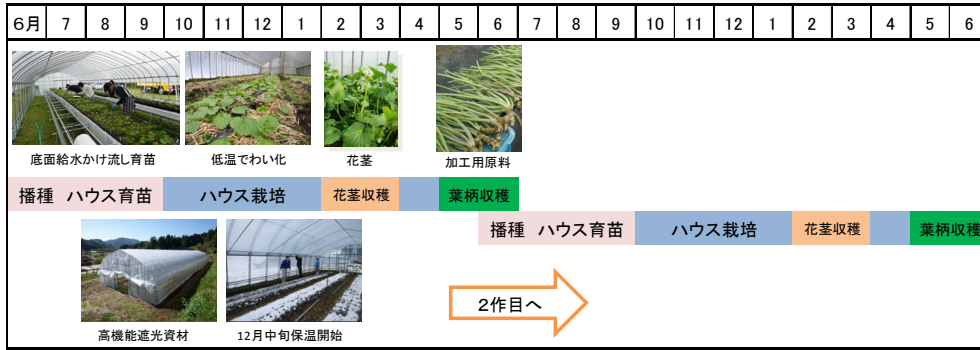 6月 7 8 9 10 11 12 1 2 3 4 5 6 7 8 9 10 11 12 1 2 3 4 5 6
底面給水かけ流し育苗 低温でわい化 花茎 加工用原料
播種 ハウス育苗 ハウス栽培 花茎収穫 葉柄収穫
播種 ハウス育苗 ハウス栽培 花茎収穫 葉柄収穫
2作目へ
高機能遮光資材 12月中旬保温開始